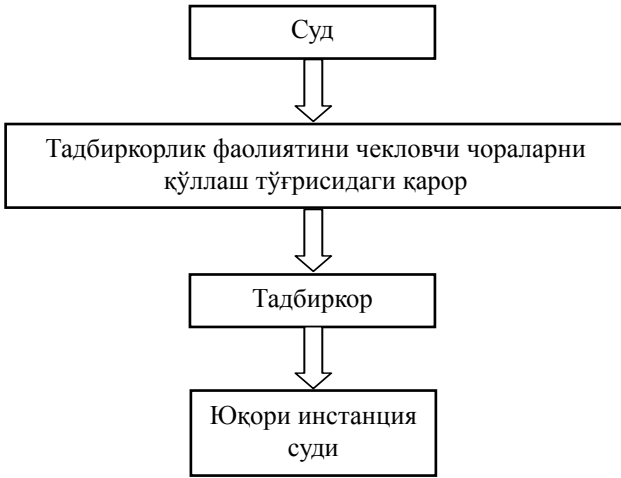 Суд
Тадбиркорлик фаолиятини чекловчи чораларни
қўллаш тўғрисидаги қарор
Тадбиркор
Юқори инстанция
суди